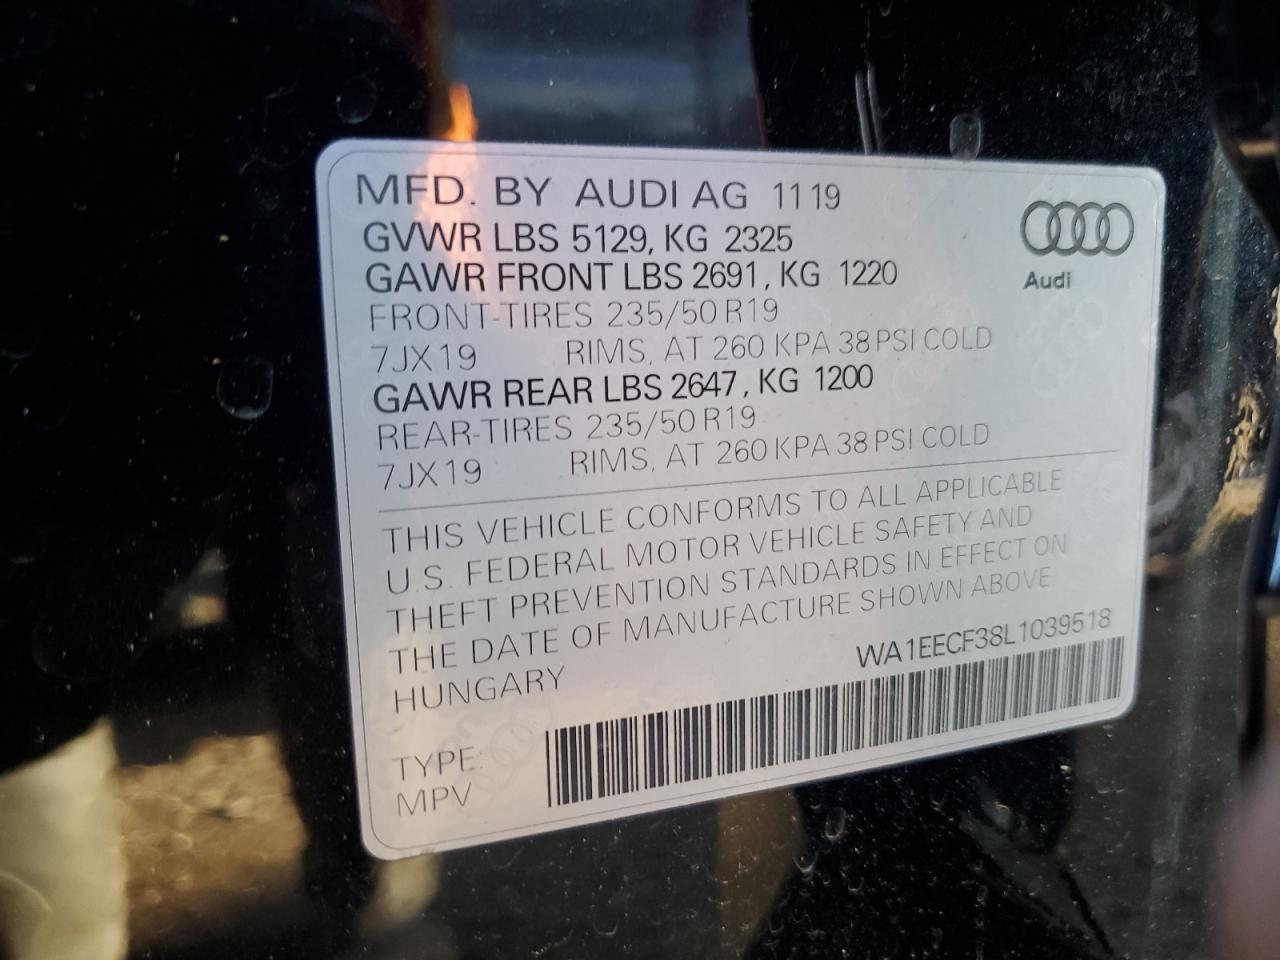 MFD. BY AUDI AG 11 19
GVWR LBS 5129, KG 2325
GAWR FRONT LBS 2691, KG 1220
FRONT-TIRES 235/50 R19
7JX19 RIMS, AT 260 KPA 38 PSI COLD
GAWR REAR LBS 2647, KG 1200
REAR-TIRES 235/50 R19
7JX19 RIMS, AT 260 KPA 38 PSI COLD
Audi
THIS VEHICLE CONFORMS TO ALL APPLICABLE
U.S. FEDERAL MOTOR VEHICLE SAFETY AND
THEFT PREVENTION STANDARDS IN EFFECT ON
THE DATE OF MANUFACTURE SHOWN ABOVE
HUNGARY
WA1EECF38L1039518
TYPE:
MPV